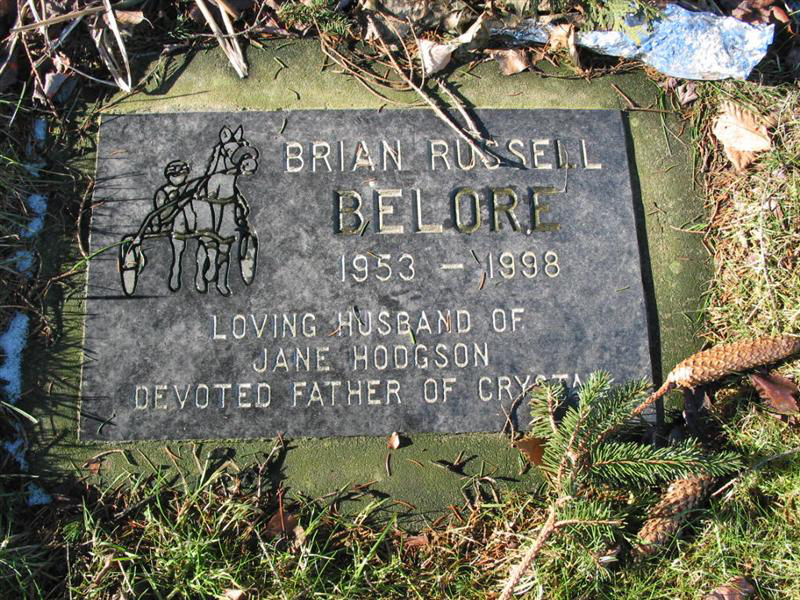 BRIAN RUSSELL
BELORE
1953 – 1998
LOVING HUSBAND OF
JANE HODGSON
DEVOTED FATHER OF